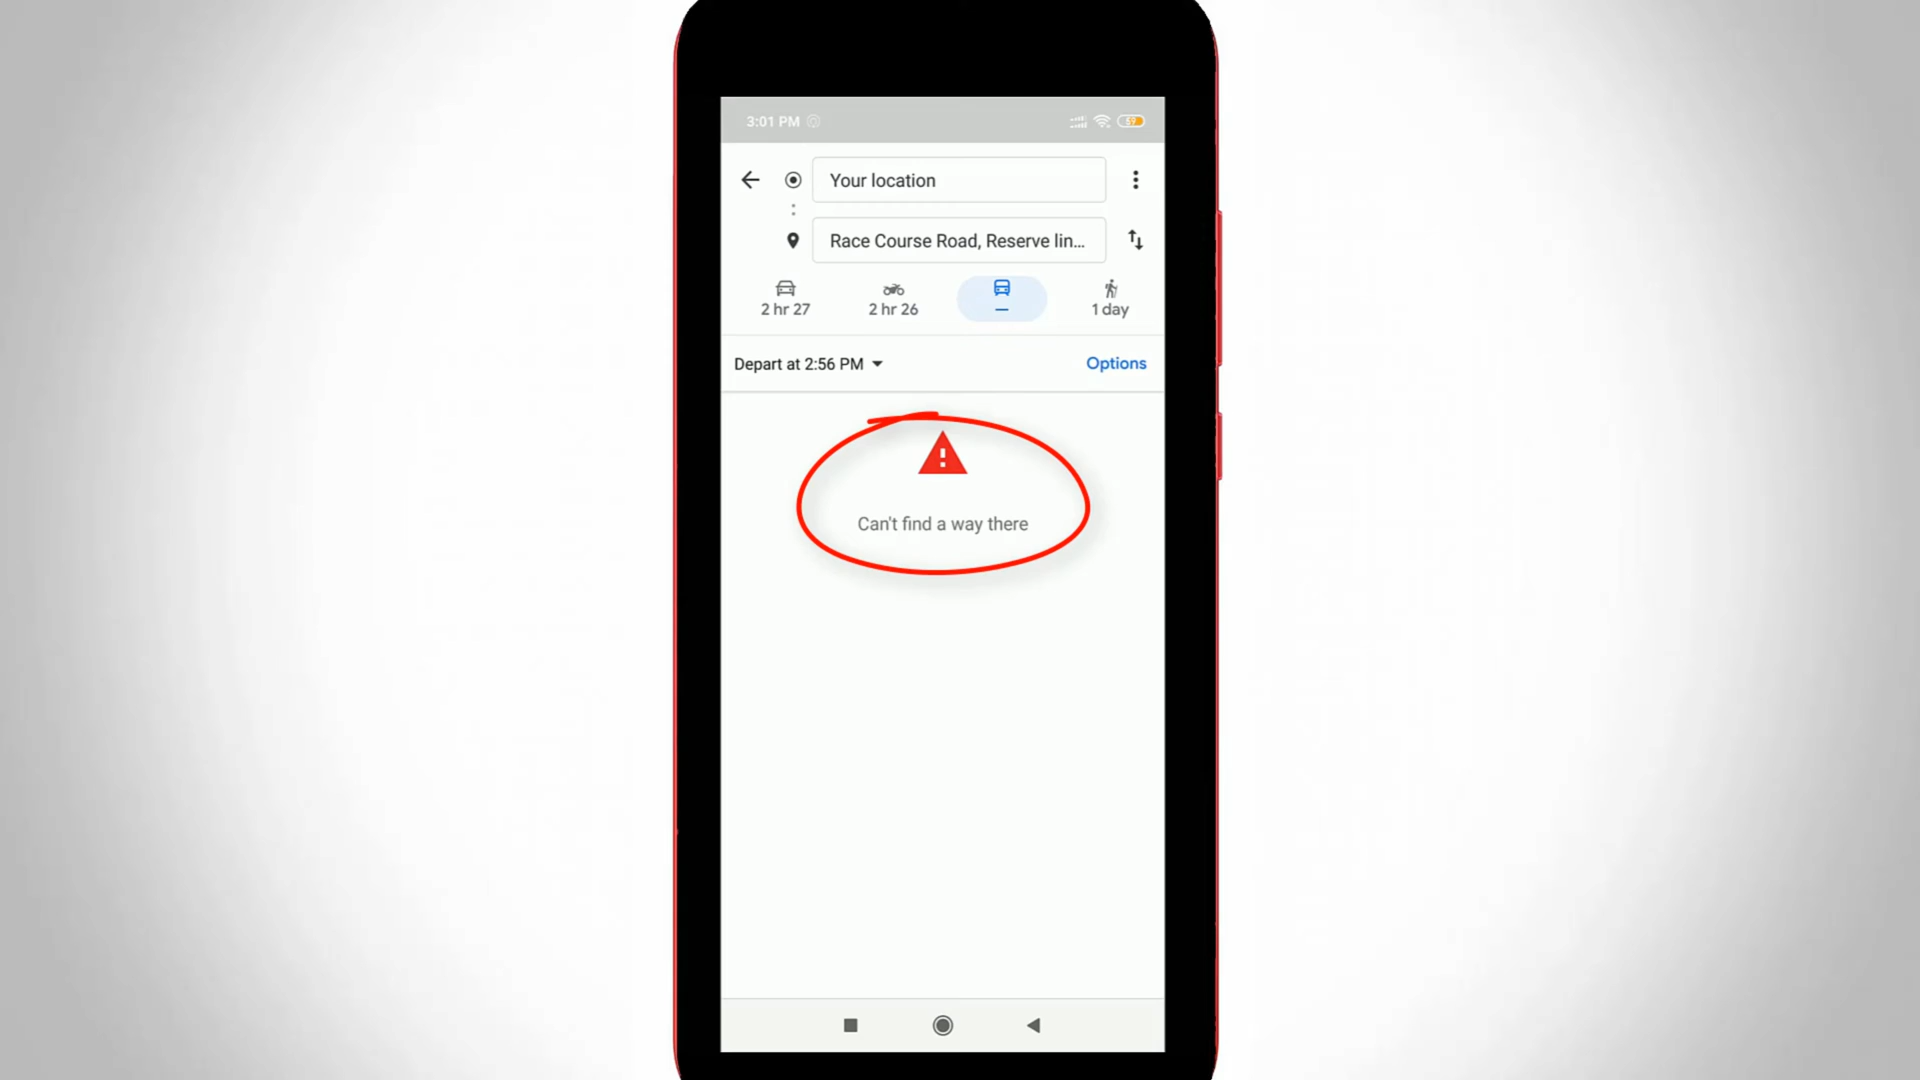 3:01 PM
59
Your location
Race Course Road, Reserve lin...
2 hr 27
2 hr 26
—
1 day
Depart at 2:56 PM
Options
Can't find a way there